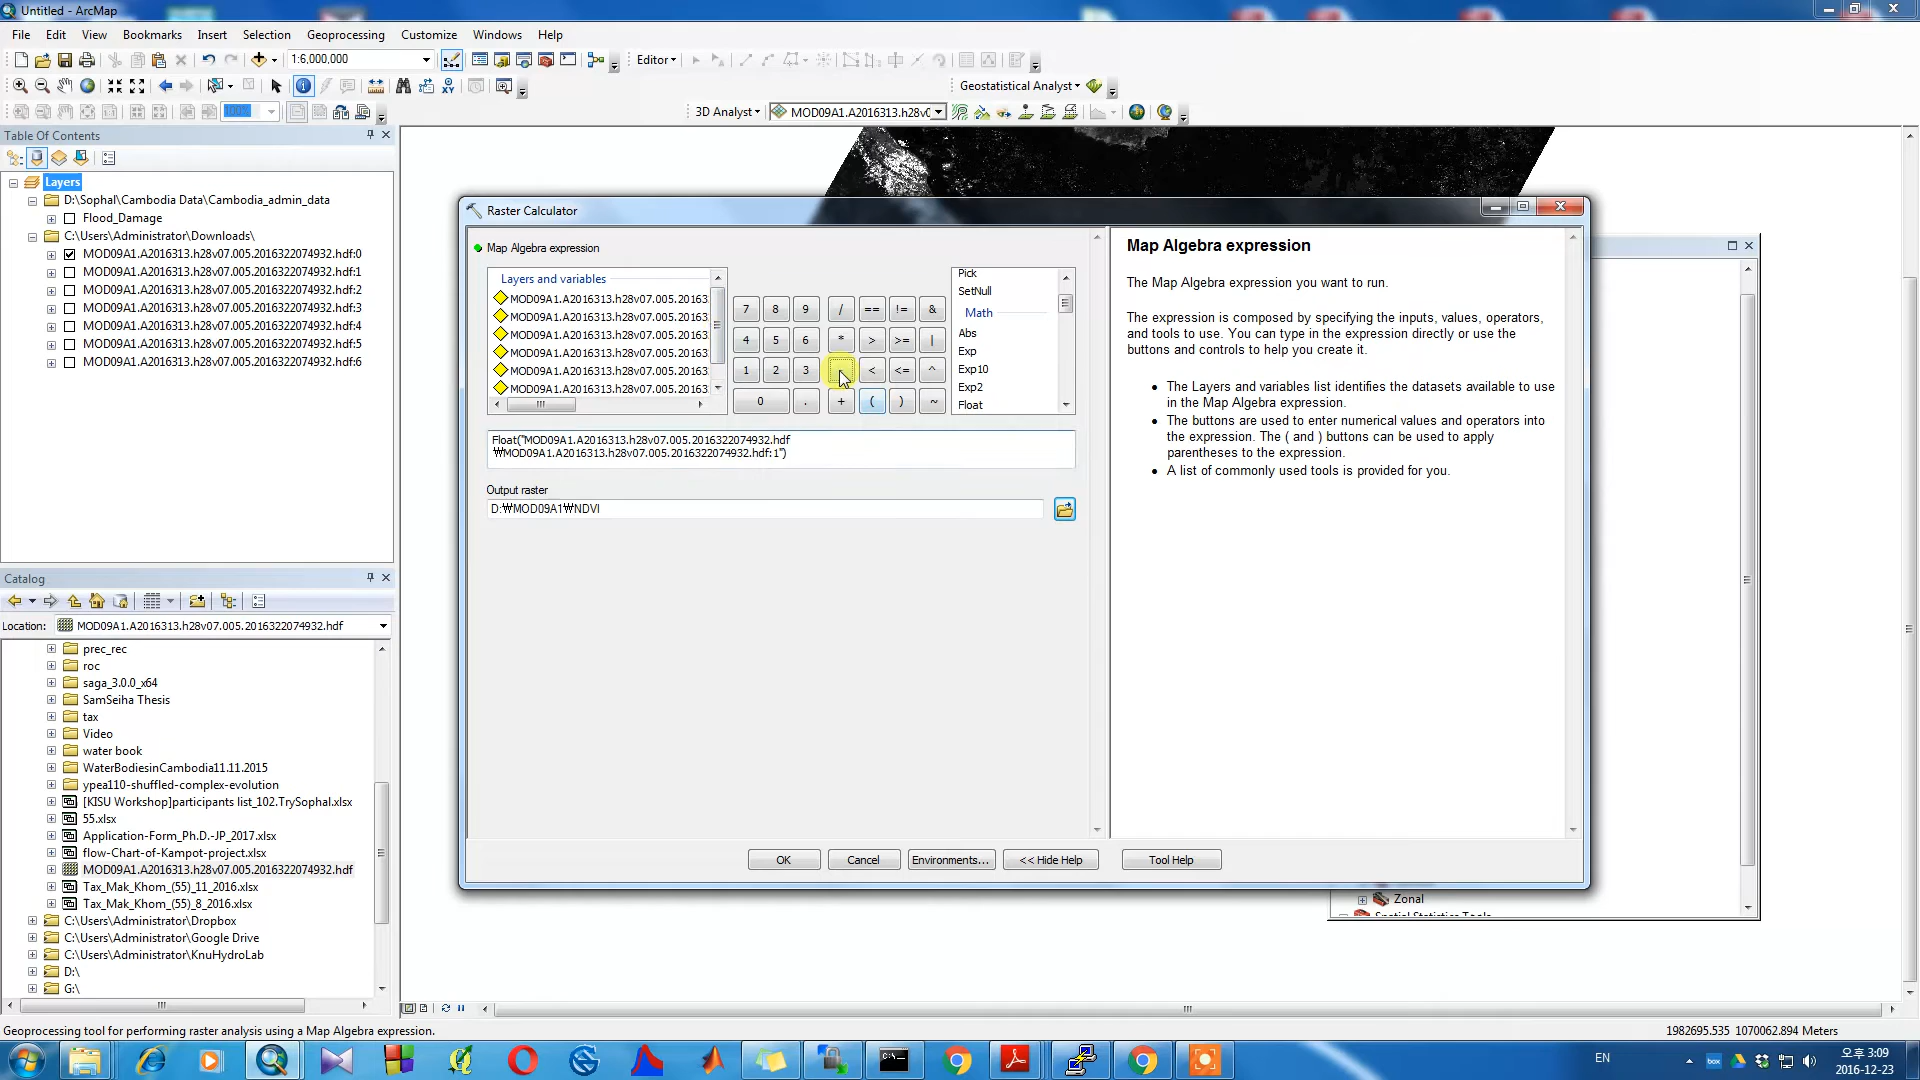 Untitled - ArcMap
File Edit View Bookmarks Insert Selection Geoprocessing Customize Windows Help
1:6,000,000
Editor
Geostatistical Analyst
100%
3D Analyst
MOD09A1.A2016313.h28v0
Table Of Contents
Layers
D:\Sophal\Cambodia Data\Cambodia_admin_data
Flood_Damage
C:\Users\Administrator\Downloads\
MOD09A1.A2016313.h28v07.005.2016322074932.hdf:0
MOD09A1.A2016313.h28v07.005.2016322074932.hdf:1
MOD09A1.A2016313.h28v07.005.2016322074932.hdf:2
MOD09A1.A2016313.h28v07.005.2016322074932.hdf:3
MOD09A1.A2016313.h28v07.005.2016322074932.hdf:4
MOD09A1.A2016313.h28v07.005.2016322074932.hdf:5
MOD09A1.A2016313.h28v07.005.2016322074932.hdf:6
Catalog
Location: MOD09A1.A2016313.h28v07.005.2016322074932.hdf
prec_rec
roc
saga_3.0.0_x64
SamSeiha Thesis
tax
Video
water book
WaterBodiesinCambodia11.11.2015
ypea110-shuffled-complex-evolution
[KISU Workshop]participants list_102.TrySophal.xlsx
55.xlsx
Application-Form_Ph.D.-JP_2017.xlsx
flow-Chart-of-Kampot-project.xlsx
MOD09A1.A2016313.h28v07.005.2016322074932.hdf
Tax_Mak_Khom_(55)_11_2016.xlsx
Tax_Mak_Khom_(55)_8_2016.xlsx
C:\Users\Administrator\Dropbox
C:\Users\Administrator\Google Drive
C:\Users\Administrator\KnuHydroLab
D:\
G:\
Raster Calculator
Map Algebra expression
Layers and variables
MOD09A1.A2016313.h28v07.005.20163
MOD09A1.A2016313.h28v07.005.20163
MOD09A1.A2016313.h28v07.005.20163
MOD09A1.A2016313.h28v07.005.20163
MOD09A1.A2016313.h28v07.005.20163
MOD09A1.A2016313.h28v07.005.20163
7 8 9 / == != &
4 5 6 * > >= |
1 2 3 < <= ^
0 . + ( ) ~
Pick
SetNull
Math
Abs
Exp
Exp10
Exp2
Float
Float("MOD09A1.A2016313.h28v07.005.2016322074932.hdf
₩MOD09A1.A2016313.h28v07.005.2016322074932.hdf:1")
Output raster
D:₩MOD09A1₩NDVI
OK Cancel Environments... << Hide Help Tool Help
Map Algebra expression
The Map Algebra expression you want to run.
The expression is composed by specifying the inputs, values, operators,
and tools to use. You can type in the expression directly or use the
buttons and controls to help you create it.
• The Layers and variables list identifies the datasets available to use
in the Map Algebra expression.
• The buttons are used to enter numerical values and operators into
the expression. The ( and ) buttons can be used to apply
parentheses to the expression.
• A list of commonly used tools is provided for you.
Zonal
Spatial Statistics Tools
Geoprocessing tool for performing raster analysis using a Map Algebra expression.
1982695.535 1070062.894 Meters
EN
오후 3:09
2016-12-23